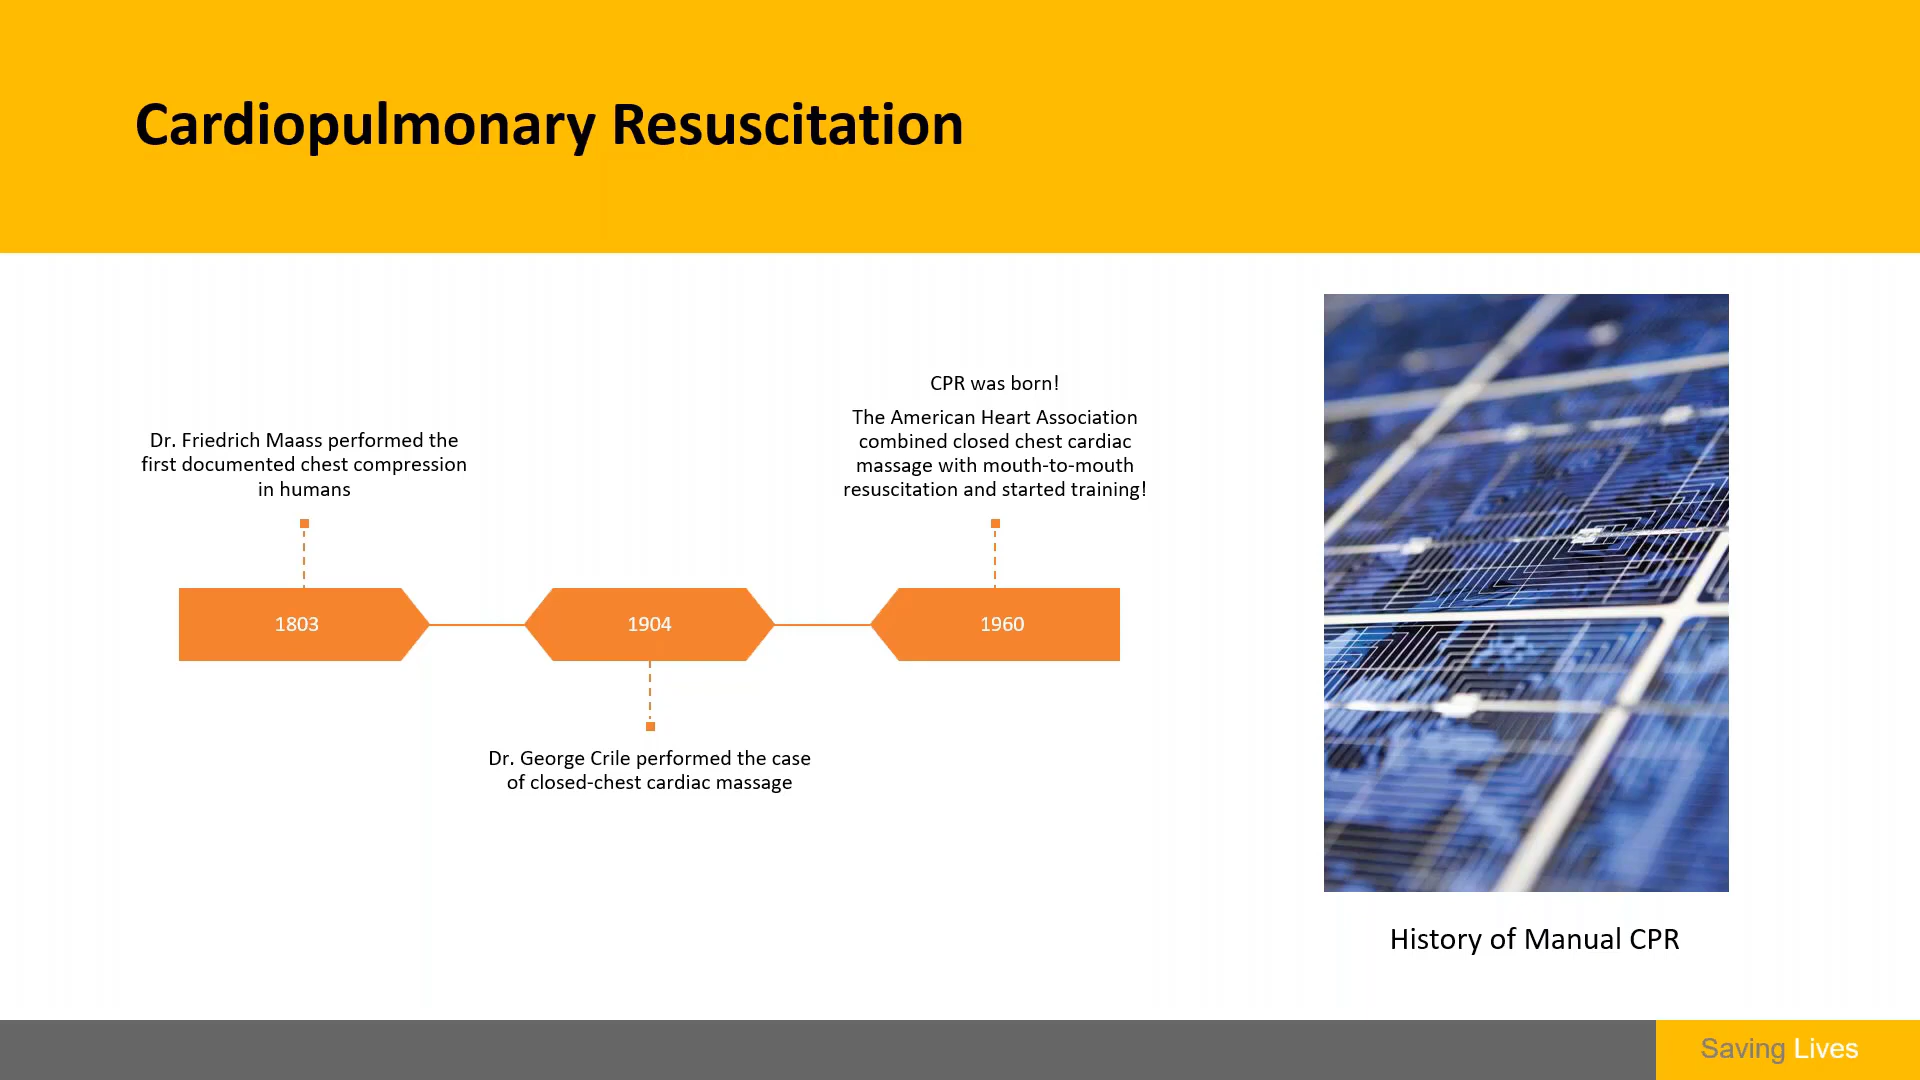 Cardiopulmonary Resuscitation
Dr. Friedrich Maass performed the
first documented chest compression
in humans
CPR was born!
The American Heart Association
combined closed chest cardiac
massage with mouth-to-mouth
resuscitation and started training!
1803
1904
1960
Dr. George Crile performed the case
of closed-chest cardiac massage
History of Manual CPR
Saving Lives